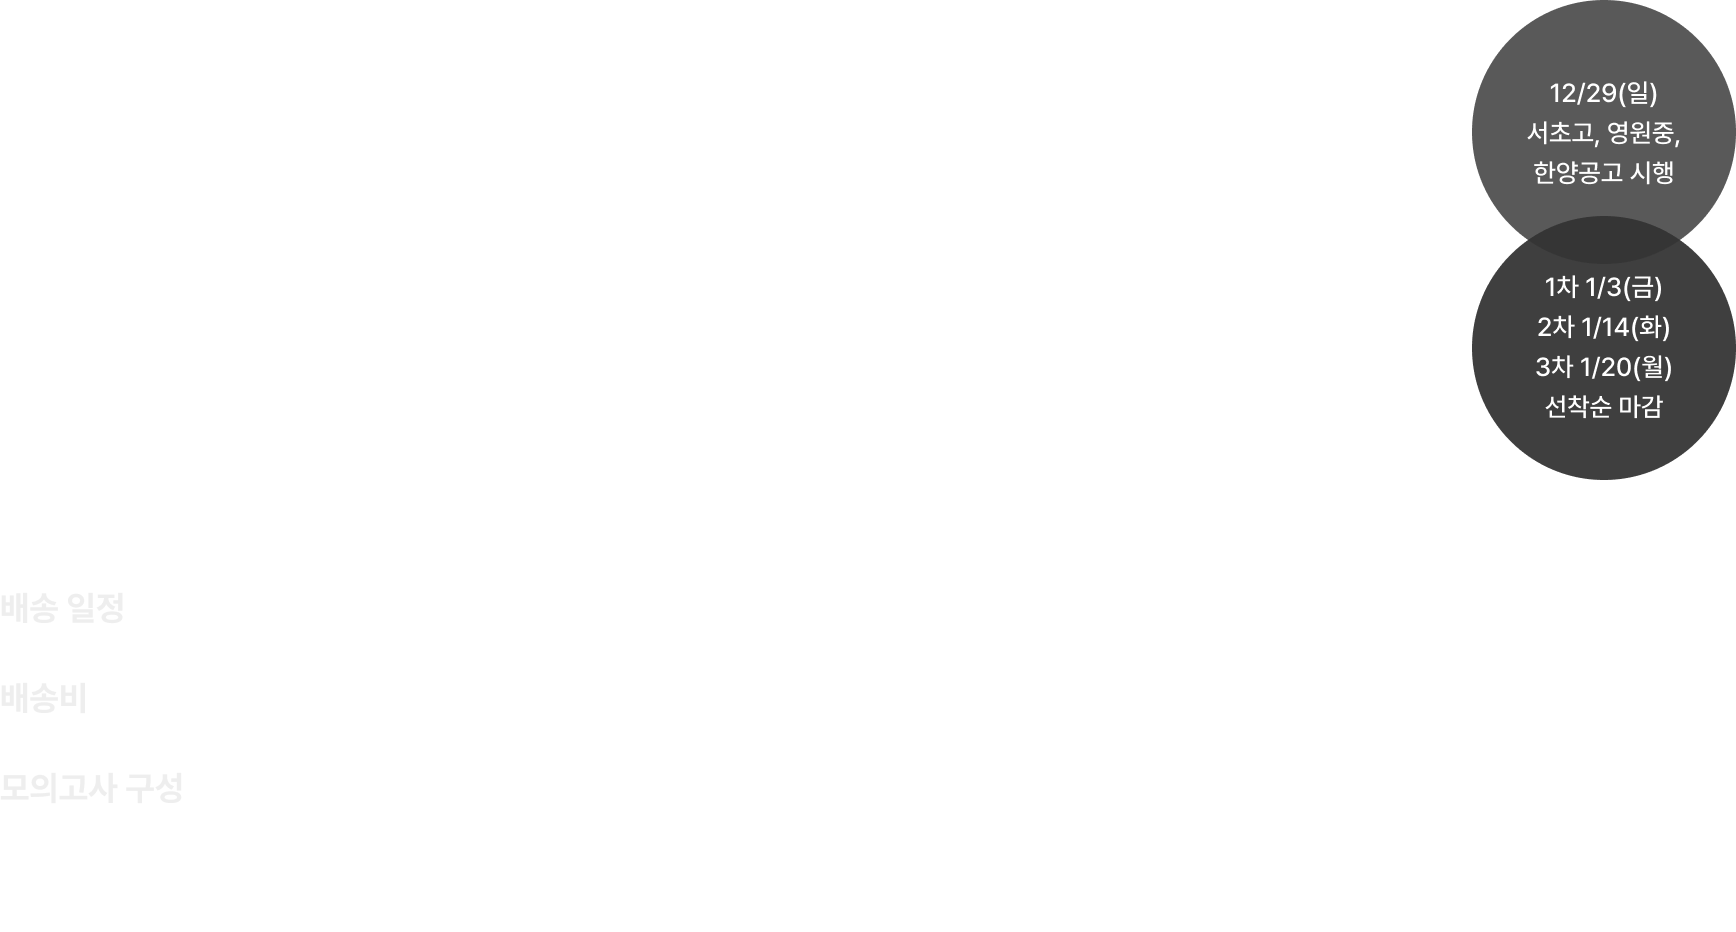 12/29(일)
서초고, 영원중,
한양공고 시행
1차 1/3(금)
2차 1/14(화)
3차 1/20(월)
선착순 마감
배송 일정
배송비
모의고사 구성